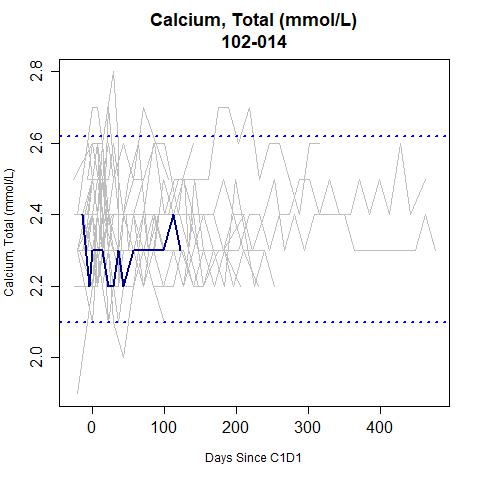 Calcium, Total (mmol/L)
102-014
Calcium, Total (mmol/L)
2.8
2.6
2.4
2.2
2.0
0 100 200 300 400
Days Since C1D1